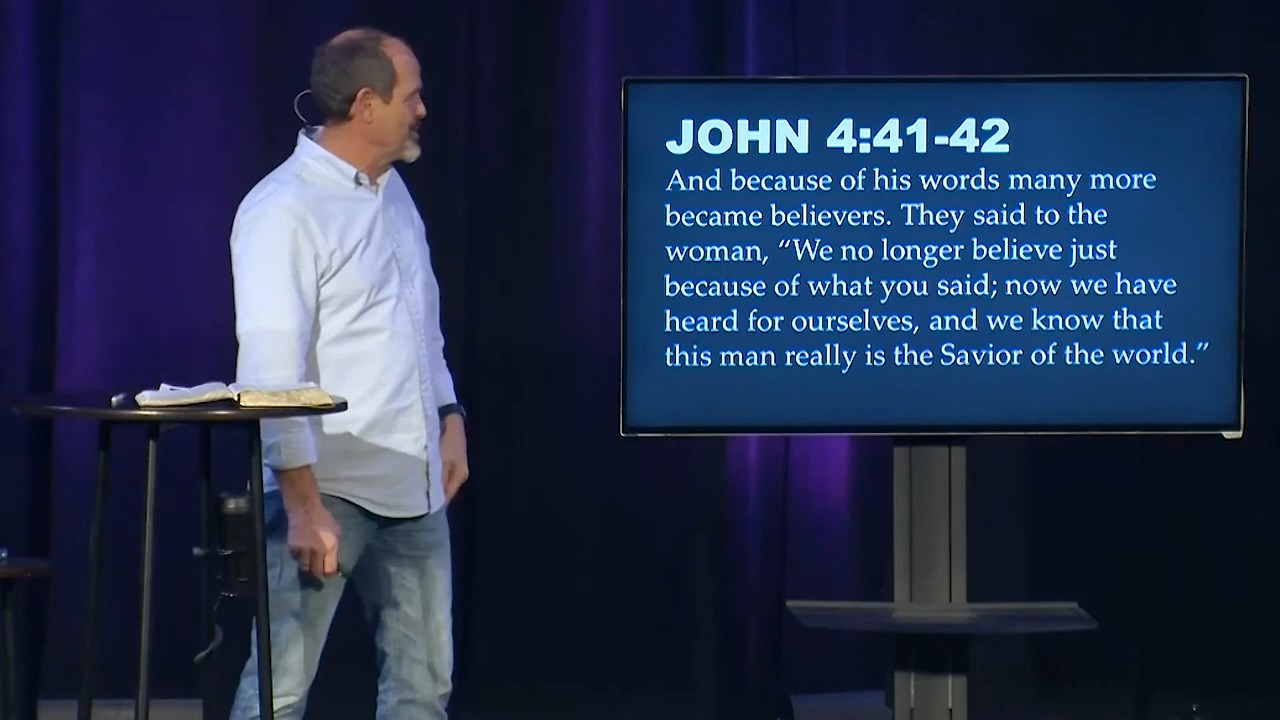 JOHN 4:41-42
And because of his words many more
became believers. They said to the
woman, “We no longer believe just
because of what you said; now we have
heard for ourselves, and we know that
this man really is the Savior of the world.”